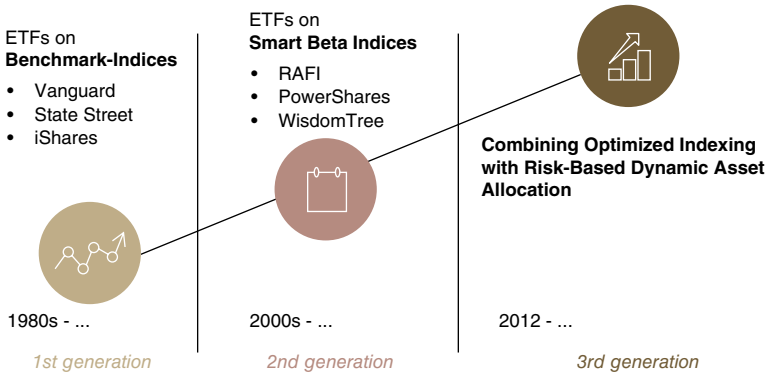 ETFs on
Benchmark-Indices
• Vanguard
• State Street
• iShares
1980s - ...
1st generation
ETFs on
Smart Beta Indices
• RAFI
• PowerShares
• WisdomTree
2000s - ...
2nd generation
Combining Optimized Indexing
with Risk-Based Dynamic Asset
Allocation
2012 - ...
3rd generation